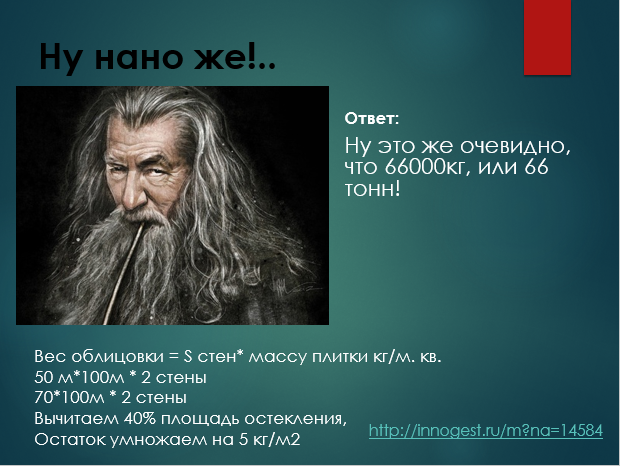 Ну нано же!..
Ответ:
Ну это же очевидно,
что 66000кг, или 66
тонн!
Вес облицовки = S стен* массу плитки кг/м. кв.
50 м*100м * 2 стены
70*100м * 2 стены
Вычитаем 40% площадь остекления,
Остаток умножаем на 5 кг/м2
http://innogest.ru/m?na=14584